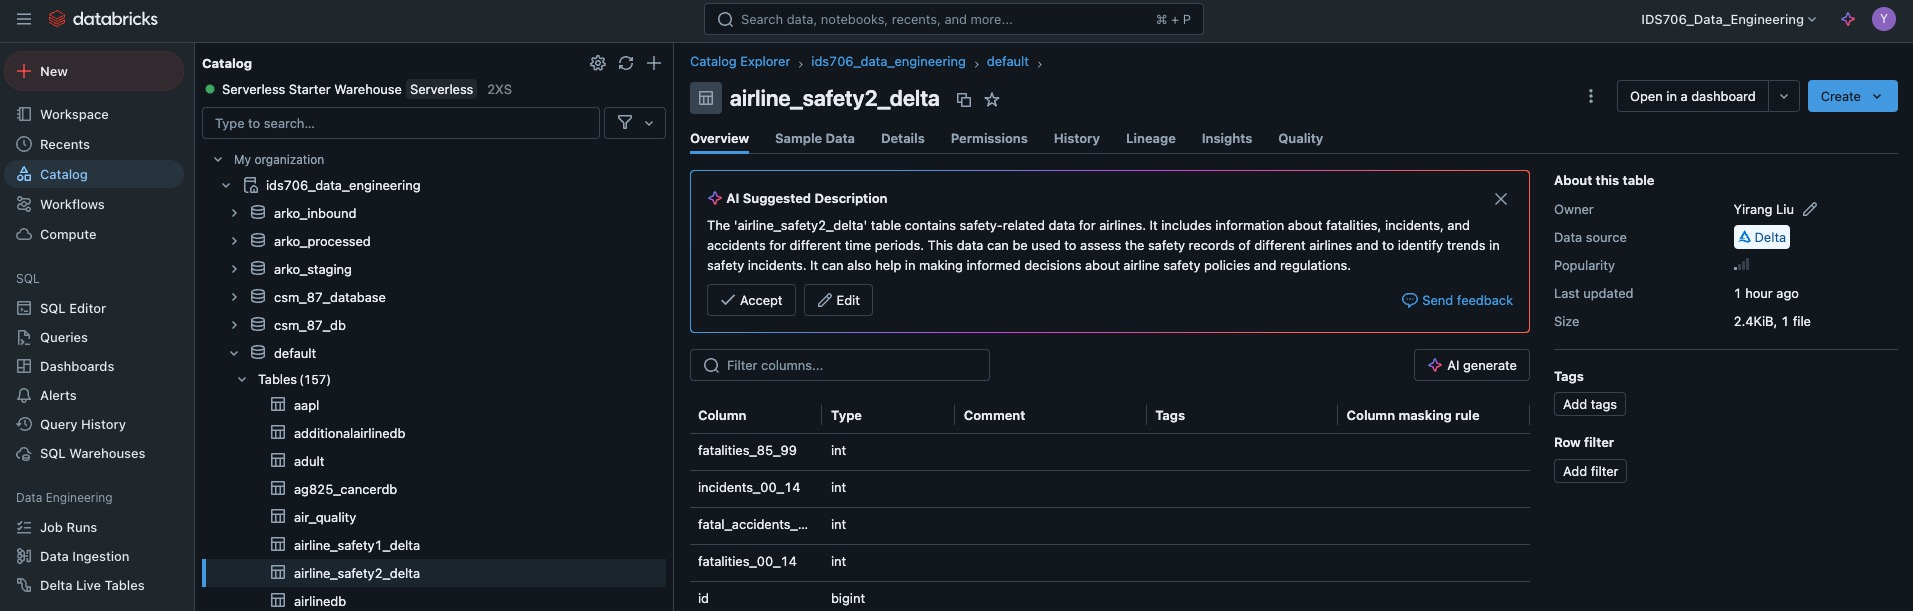 databricks
Search data, notebooks, recents, and more...
⌘ + P
IDS706_Data_Engineering
Y
New
Workspace
Recents
Catalog
Workflows
Compute
SQL
SQL Editor
Queries
Dashboards
Alerts
Query History
SQL Warehouses
Data Engineering
Job Runs
Data Ingestion
Delta Live Tables
Catalog
Serverless Starter Warehouse Serverless 2XS
Type to search...
My organization
ids706_data_engineering
arko_inbound
arko_processed
arko_staging
csm_87_database
csm_87_db
default
Tables (157)
aapl
additionalairlinedb
adult
ag825_cancerdb
air_quality
airline_safety1_delta
airline_safety2_delta
airlinedb
Catalog Explorer › ids706_data_engineering › default ›
airline_safety2_delta
Open in a dashboard
Create
Overview Sample Data Details Permissions History Lineage Insights Quality
AI Suggested Description
The 'airline_safety2_delta' table contains safety-related data for airlines. It includes information about fatalities, incidents, and
accidents for different time periods. This data can be used to assess the safety records of different airlines and to identify trends in
safety incidents. It can also help in making informed decisions about airline safety policies and regulations.
Accept Edit Send feedback
Filter columns...
AI generate
Column Type Comment Tags Column masking rule
fatalities_85_99 int
incidents_00_14 int
fatal_accidents_... int
fatalities_00_14 int
id bigint
About this table
Owner Yirang Liu
Data source Delta
Popularity
Last updated 1 hour ago
Size 2.4KiB, 1 file
Tags
Add tags
Row filter
Add filter